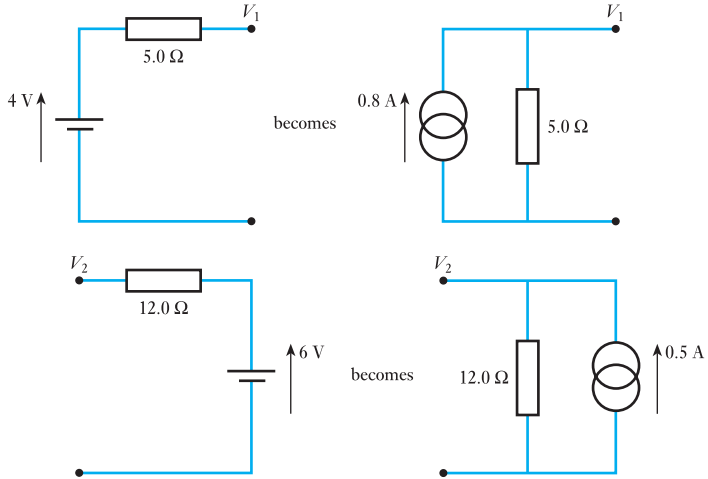 V₁
5.0 Ω
4 V
becomes
V₁
0.8 A
5.0 Ω
V₂
12.0 Ω
6 V
becomes
V₂
12.0 Ω
0.5 A